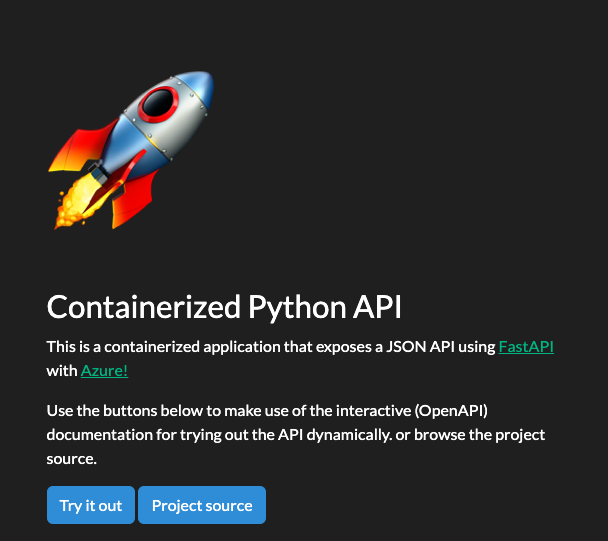 Containerized Python API
This is a containerized application that exposes a JSON API using FastAPI
with Azure!
Use the buttons below to make use of the interactive (OpenAPI)
documentation for trying out the API dynamically. or browse the project
source.
Try it out
Project source